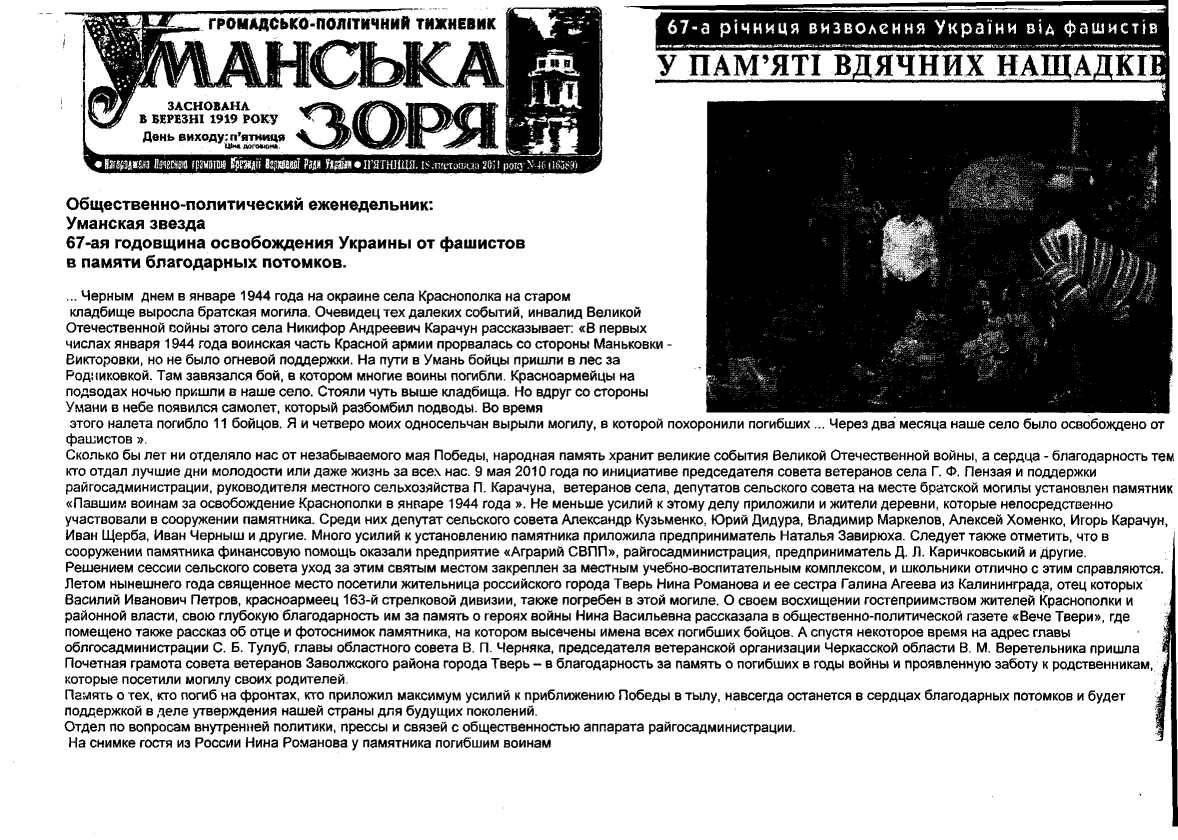 ГРОМАДСЬКО-ПОЛІТИЧНИЙ ТИЖНЕВИК
УМАНСЬКА
ЗОРЯ
ЗАСНОВАНА
В БЕРЕЗНІ 1919 РОКУ
День виходу: п'ятниця
Ціна договірна.
● Нагороджена Почесною грамотою Президії Верховної Ради України ● П'ЯТНИЦЯ, 18 листопада 2011 року №46 (16589)
67-а річниця визволення України від фашистів
У ПАМ'ЯТІ ВДЯЧНИХ НАЩАДКІВ
Общественно-политический еженедельник:
Уманская звезда
67-ая годовщина освобождения Украины от фашистов
в памяти благодарных потомков.
... Черным днем в январе 1944 года на окраине села Краснополка на старом
кладбище выросла братская могила. Очевидец тех далеких событий, инвалид Великой
Отечественной войны этого села Никифор Андреевич Карачун рассказывает: «В первых
числах января 1944 года воинская часть Красной армии прорвалась со стороны Маньковки -
Викторовки, но не было огневой поддержки. На пути в Умань бойцы пришли в лес за
Родниковкой. Там завязался бой, в котором многие воины погибли. Красноармейцы на
подводах ночью пришли в наше село. Стояли чуть выше кладбища. Но вдруг со стороны
Умани в небе появился самолет, который разбомбил подводы. Во время
этого налета погибло 11 бойцов. Я и четверо моих односельчан вырыли могилу, в которой похоронили погибших ... Через два месяца наше село было освобождено от
фашистов ».
Сколько бы лет ни отделяло нас от незабываемого мая Победы, народная память хранит великие события Великой Отечественной войны, а сердца - благодарность тем,
кто отдал лучшие дни молодости или даже жизнь за всех нас. 9 мая 2010 года по инициативе председателя совета ветеранов села Г. Ф. Пензая и поддержки
райгосадминистрации, руководителя местного сельхозяйства П. Карачуна, ветеранов села, депутатов сельского совета на месте братской могилы установлен памятник
«Павшим воинам за освобождение Краснополки в январе 1944 года ». Не меньше усилий к этому делу приложили и жители деревни, которые непосредственно
участвовали в сооружении памятника. Среди них депутат сельского совета Александр Кузьменко, Юрий Дидура, Владимир Маркелов, Алексей Хоменко, Игорь Карачун,
Иван Щерба, Иван Черныш и другие. Много усилий к установлению памятника приложила предприниматель Наталья Завирюха. Следует также отметить, что в
сооружении памятника финансовую помощь оказали предприятие «Аграрий СВПП», райгосадминистрация, предприниматель Д. Л. Каричковський и другие.
Решением сессии сельского совета уход за этим святым местом закреплен за местным учебно-воспитательным комплексом, и школьники отлично с этим справляются.
Летом нынешнего года священное место посетили жительница российского города Тверь Нина Романова и ее сестра Галина Агеева из Калининграда, отец которых
Василий Иванович Петров, красноармеец 163-й стрелковой дивизии, также погребен в этой могиле. О своем восхищении гостеприимством жителей Краснополки и
районной власти, свою глубокую благодарность им за память о героях войны Нина Васильевна рассказала в общественно-политической газете «Вече Твери», где
помещено также рассказ об отце и фотоснимок памятника, на котором высечены имена всех погибших бойцов. А спустя некоторое время на адрес главы
облгосадминистрации С. Б. Тулуб, главы областного совета В. П. Черняка, председателя ветеранской организации Черкасской области В. М. Веретельника пришла
Почетная грамота совета ветеранов Заволжского района города Тверь – в благодарность за память о погибших в годы войны и проявленную заботу к родственникам,
которые посетили могилу своих родителей.
Память о тех, кто погиб на фронтах, кто приложил максимум усилий к приближению Победы в тылу, навсегда останется в сердцах благодарных потомков и будет
поддержкой в деле утверждения нашей страны для будущих поколений.
Отдел по вопросам внутренней политики, прессы и связей с общественностью аппарата райгосадминистрации.
На снимке гостя из России Нина Романова у памятника погибшим воинам